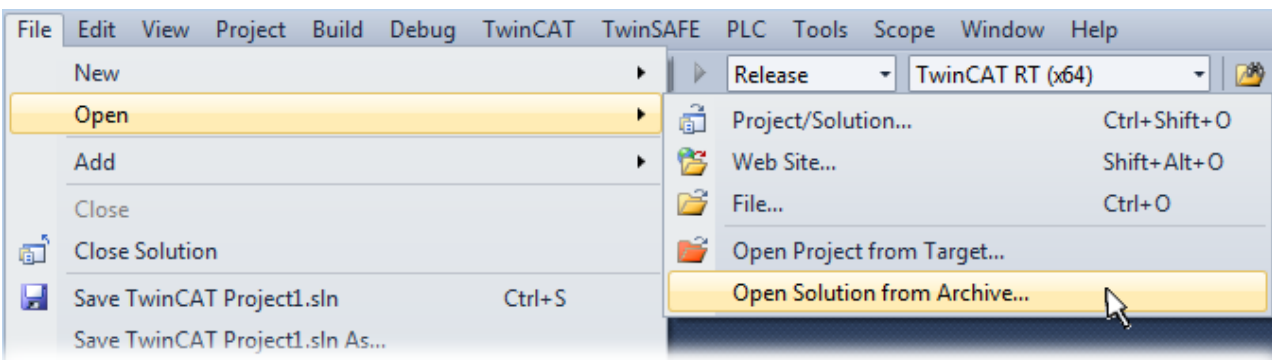 File Edit View Project Build Debug TwinCAT TwinSAFE PLC Tools Scope Window Help
New
Release TwinCAT RT (x64)
Open
Project/Solution... Ctrl+Shift+O
Add
Web Site... Shift+Alt+O
Close
File... Ctrl+O
Close Solution
Open Project from Target...
Save TwinCAT Project1.sln Ctrl+S
Open Solution from Archive...
Save TwinCAT Project1.sln As...